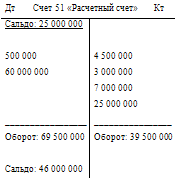 Дт Счет 51 «Расчетный счет» Кт
Сальдо: 25 000 000
500 000 4 500 000
60 000 000 3 000 000
7 000 000
25 000 000
Оборот: 69 500 000 Оборот: 39 500 000
Сальдо: 46 000 000